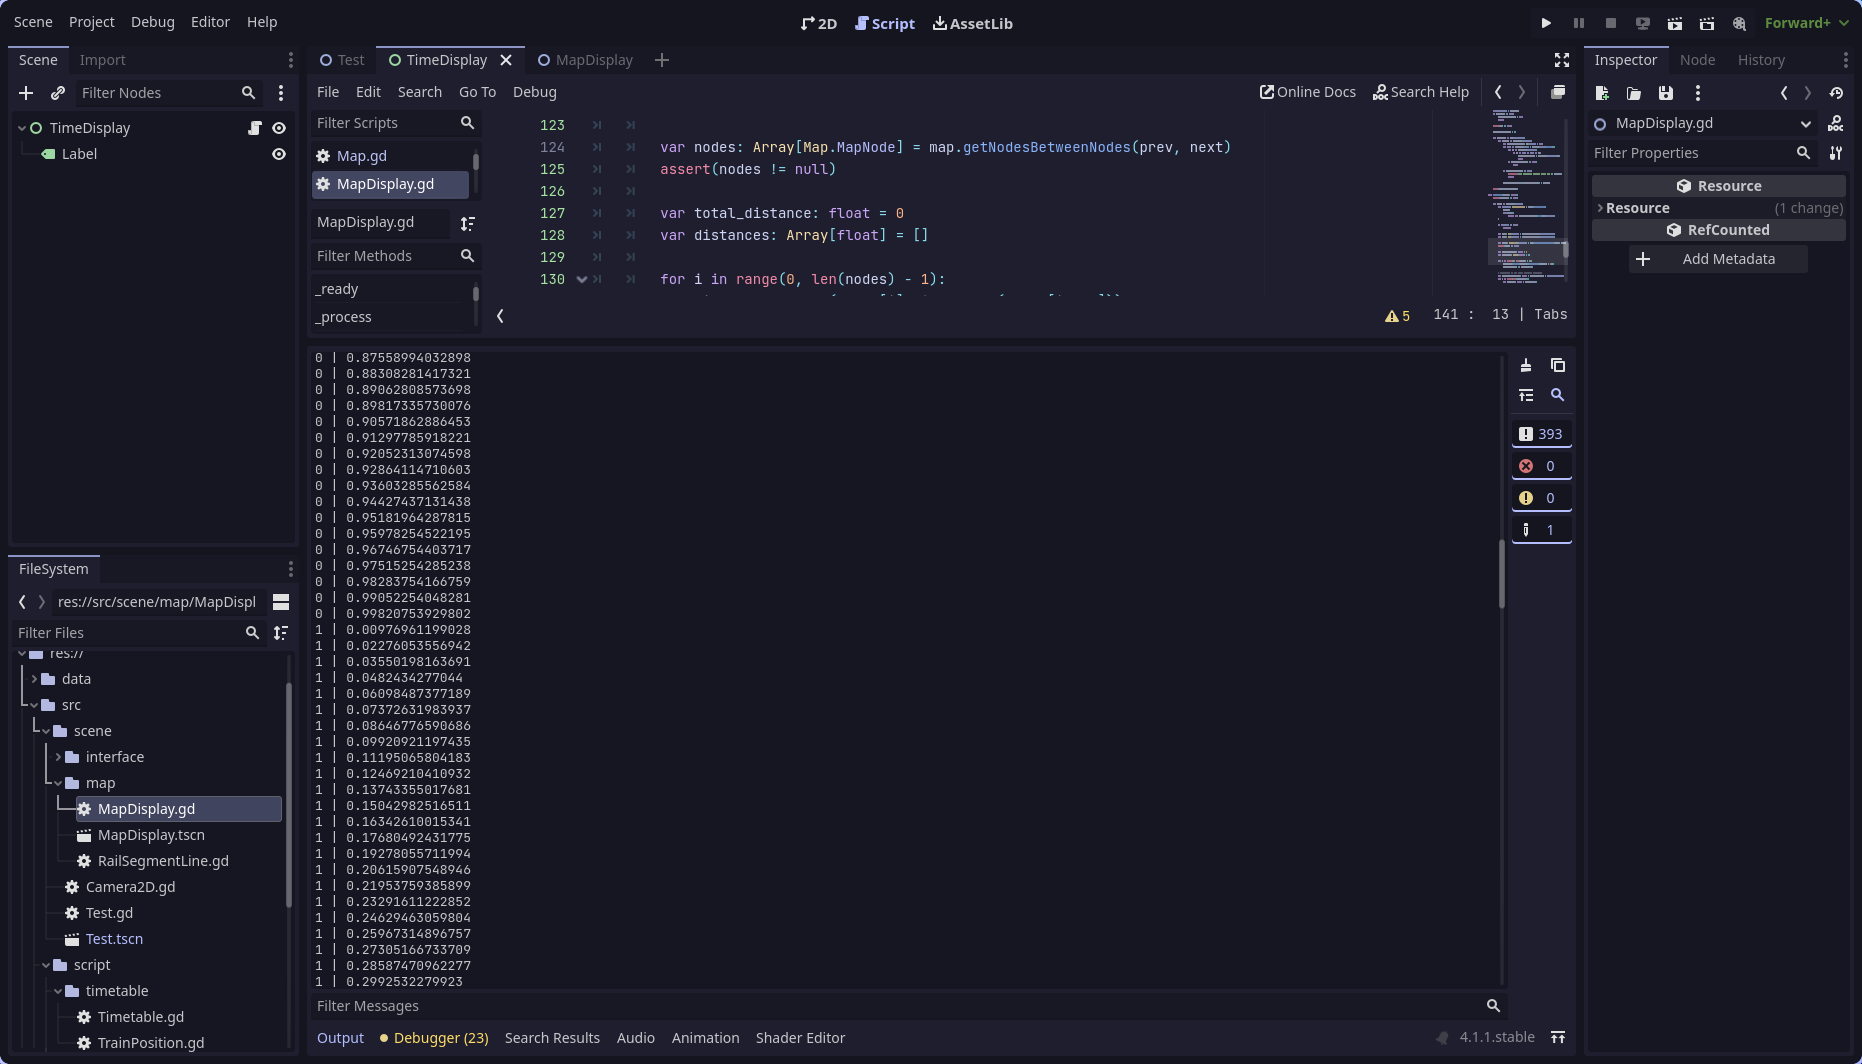 Scene Project Debug Editor Help
2D Script AssetLib
Forward+
Scene Import
Filter Nodes
TimeDisplay
Label
FileSystem
res://src/scene/map/MapDispl
Filter Files
res://
data
src
scene
interface
map
MapDisplay.gd
MapDisplay.tscn
RailSegmentLine.gd
Camera2D.gd
Test.gd
Test.tscn
script
timetable
Timetable.gd
TrainPosition.gd
Test TimeDisplay MapDisplay
File Edit Search Go To Debug
Online Docs Search Help
Filter Scripts
Map.gd
MapDisplay.gd
MapDisplay.gd
Filter Methods
_ready
_process
123
124 var nodes: Array[Map.MapNode] = map.getNodesBetweenNodes(prev, next)
125 assert(nodes != null)
126
127 var total_distance: float = 0
128 var distances: Array[float] = []
129
130 for i in range(0, len(nodes) - 1):
5 141 : 13 | Tabs
0 | 0.87558994032898
0 | 0.88308281417321
0 | 0.89062808573698
0 | 0.89817335730076
0 | 0.90571862886453
0 | 0.91297785918221
0 | 0.92052313074598
0 | 0.92864114710603
0 | 0.93603285562584
0 | 0.94427437131438
0 | 0.95181964287815
0 | 0.95978254522195
0 | 0.96746754403717
0 | 0.97515254285238
0 | 0.98283754166759
0 | 0.99052254048281
0 | 0.99820753929802
1 | 0.00976961199028
1 | 0.02276053556942
1 | 0.03550198163691
1 | 0.0482434277044
1 | 0.06098487377189
1 | 0.07372631983937
1 | 0.08646776590686
1 | 0.09920921197435
1 | 0.11195065804183
1 | 0.12469210410932
1 | 0.13743355017681
1 | 0.15042982516511
1 | 0.16342610015341
1 | 0.17680492431775
1 | 0.19278055711994
1 | 0.20615907548946
1 | 0.21953759385899
1 | 0.23291611222852
1 | 0.24629463059804
1 | 0.25967314896757
1 | 0.27305166733709
1 | 0.28587470962277
1 | 0.2992532279923
393
0
0
1
Filter Messages
Output Debugger (23) Search Results Audio Animation Shader Editor
4.1.1.stable
Inspector Node History
MapDisplay.gd
Filter Properties
Resource
Resource (1 change)
RefCounted
Add Metadata